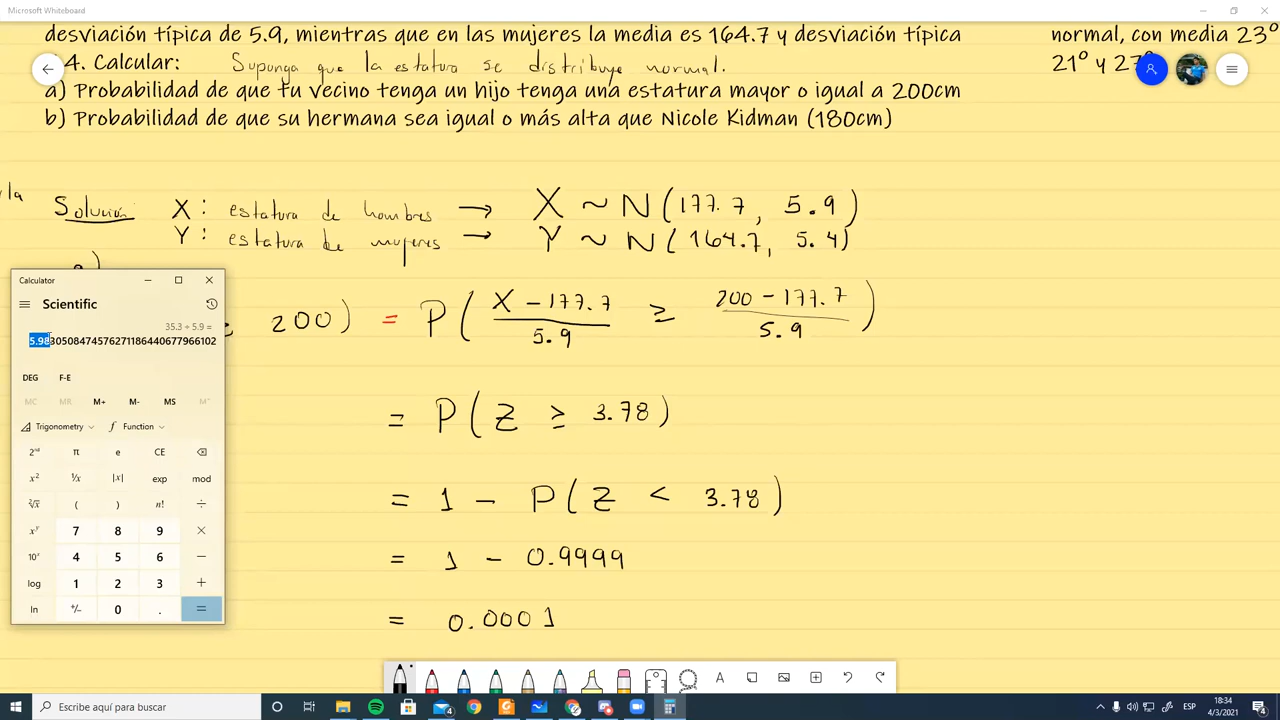 Microsoft Whiteboard
desviación típica de 5.9, mientras que en las mujeres la media es 164.7 y desviación típica
4. Calcular: Suponga que la estatura se distribuye normal.
a) Probabilidad de que tu vecino tenga un hijo tenga una estatura mayor o igual a 200cm
b) Probabilidad de que su hermana sea igual o más alta que Nicole Kidman (180cm)
normal, con media 23°
21° y 27°
Solución X: estatura de hombres → X ~ N(177.7, 5.9)
Y: estatura de mujeres → Y ~ N(164.7, 5.4)
a)
200) = P( X - 177.7 / 5.9 ≥ 200 - 177.7 / 5.9 )
= P( Z ≥ 3.78)
= 1 - P( Z < 3.78)
= 1 - 0.9999
= 0.0001
Calculator
Scientific
35.3 ÷ 5.9 =
5.9830508474576271186440677966102
DEG F-E
MC MR M+ M- MS M˅
Trigonometry Function
2ⁿᵈ π e CE
x² ¹/x |x| exp mod
²√x ( ) n! ÷
xʸ 7 8 9 ×
10ˣ 4 5 6 −
log 1 2 3 +
ln +/- 0 . =
A
Escribe aquí para buscar
ESP
18:34
4/3/2021